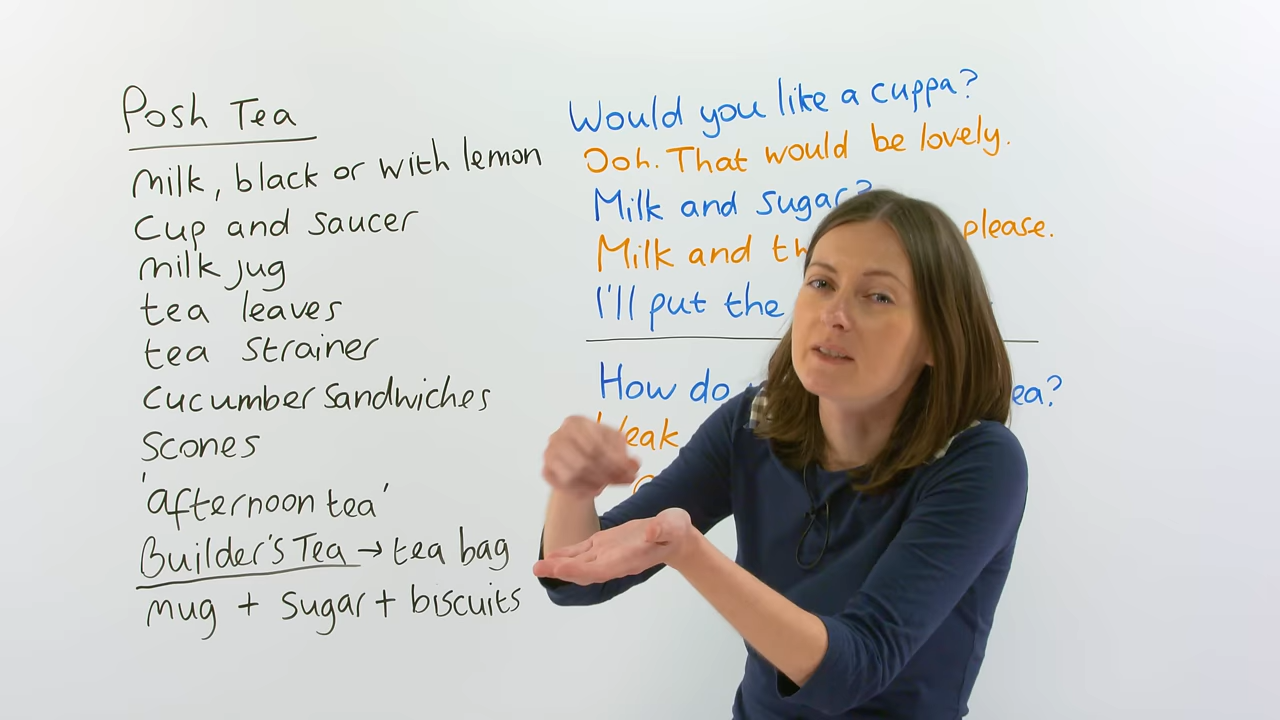 Posh Tea
milk, black or with lemon
Cup and saucer
milk jug
tea leaves
tea strainer
Cucumber Sandwiches
Scones
'afternoon tea'
Builder's Tea → tea bag
mug + sugar + biscuits
Would you like a cuppa?
Ooh. That would be lovely.
Milk and sugar?
Milk and please.
I'll put the
How do